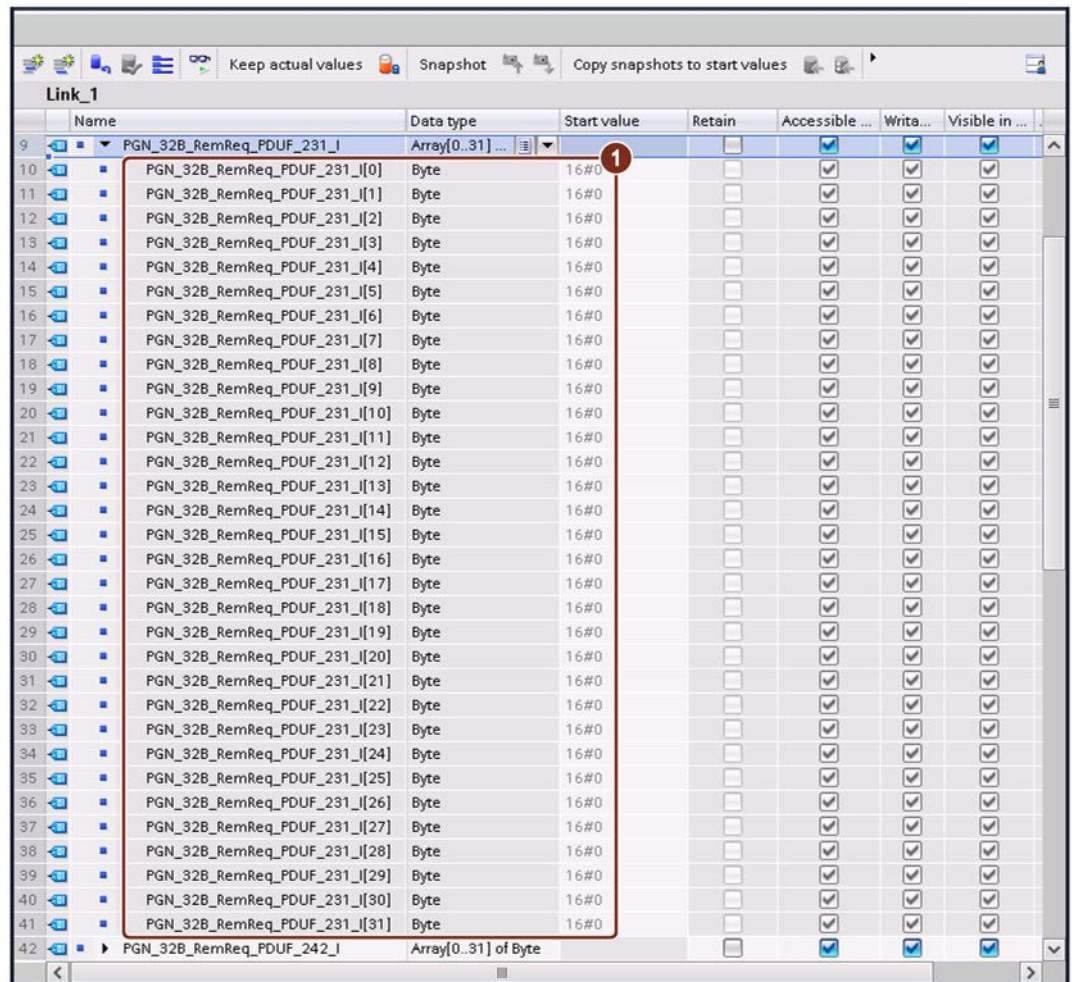 Keep actual values Snapshot Copy snapshots to start values
Link_1
Name Data type Start value Retain Accessible ... Writa... Visible in ...
9 PGN_32B_RemReq_PDUF_231_I Array[0..31] ...
1
10 PGN_32B_RemReq_PDUF_231_I[0] Byte 16#0
11 PGN_32B_RemReq_PDUF_231_I[1] Byte 16#0
12 PGN_32B_RemReq_PDUF_231_I[2] Byte 16#0
13 PGN_32B_RemReq_PDUF_231_I[3] Byte 16#0
14 PGN_32B_RemReq_PDUF_231_I[4] Byte 16#0
15 PGN_32B_RemReq_PDUF_231_I[5] Byte 16#0
16 PGN_32B_RemReq_PDUF_231_I[6] Byte 16#0
17 PGN_32B_RemReq_PDUF_231_I[7] Byte 16#0
18 PGN_32B_RemReq_PDUF_231_I[8] Byte 16#0
19 PGN_32B_RemReq_PDUF_231_I[9] Byte 16#0
20 PGN_32B_RemReq_PDUF_231_I[10] Byte 16#0
21 PGN_32B_RemReq_PDUF_231_I[11] Byte 16#0
22 PGN_32B_RemReq_PDUF_231_I[12] Byte 16#0
23 PGN_32B_RemReq_PDUF_231_I[13] Byte 16#0
24 PGN_32B_RemReq_PDUF_231_I[14] Byte 16#0
25 PGN_32B_RemReq_PDUF_231_I[15] Byte 16#0
26 PGN_32B_RemReq_PDUF_231_I[16] Byte 16#0
27 PGN_32B_RemReq_PDUF_231_I[17] Byte 16#0
28 PGN_32B_RemReq_PDUF_231_I[18] Byte 16#0
29 PGN_32B_RemReq_PDUF_231_I[19] Byte 16#0
30 PGN_32B_RemReq_PDUF_231_I[20] Byte 16#0
31 PGN_32B_RemReq_PDUF_231_I[21] Byte 16#0
32 PGN_32B_RemReq_PDUF_231_I[22] Byte 16#0
33 PGN_32B_RemReq_PDUF_231_I[23] Byte 16#0
34 PGN_32B_RemReq_PDUF_231_I[24] Byte 16#0
35 PGN_32B_RemReq_PDUF_231_I[25] Byte 16#0
36 PGN_32B_RemReq_PDUF_231_I[26] Byte 16#0
37 PGN_32B_RemReq_PDUF_231_I[27] Byte 16#0
38 PGN_32B_RemReq_PDUF_231_I[28] Byte 16#0
39 PGN_32B_RemReq_PDUF_231_I[29] Byte 16#0
40 PGN_32B_RemReq_PDUF_231_I[30] Byte 16#0
41 PGN_32B_RemReq_PDUF_231_I[31] Byte 16#0
42 PGN_32B_RemReq_PDUF_242_I Array[0..31] of Byte